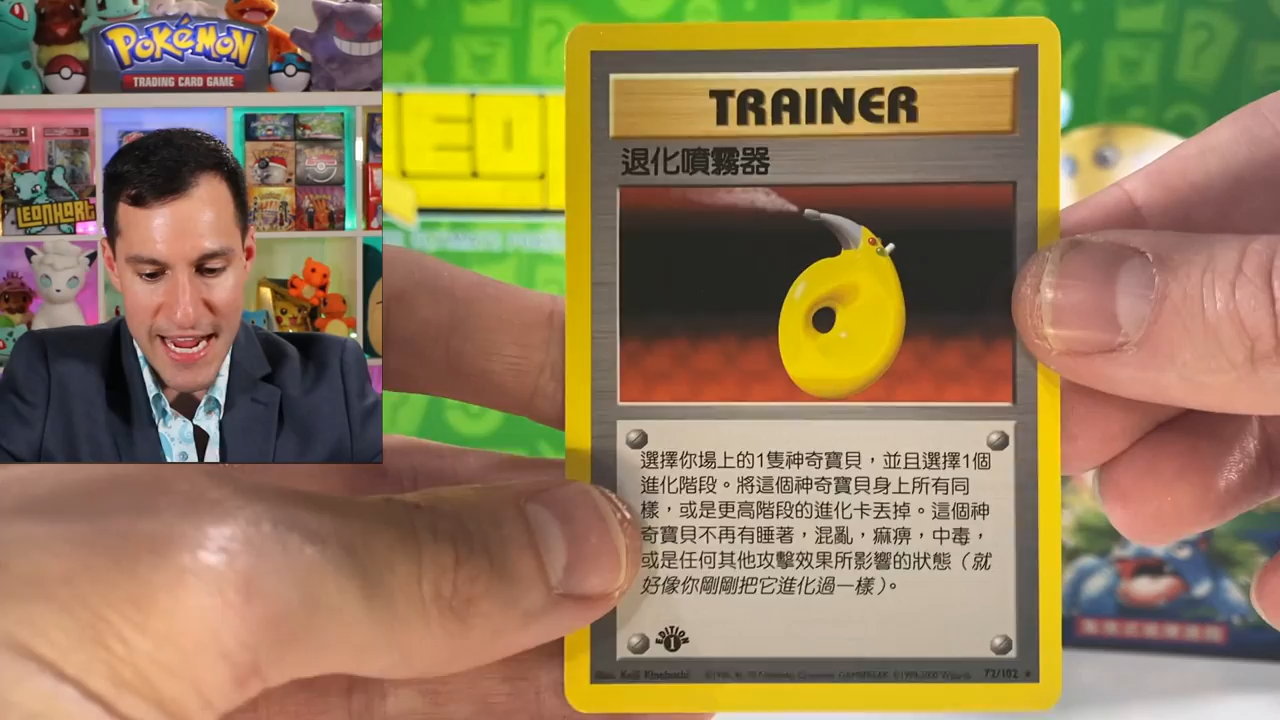 POKéMON
TRADING CARD GAME
LEONHART
TRAINER
退化噴霧器
選擇你場上的1隻神奇寶貝，並且選擇1個
進化階段。將這個神奇寶貝身上所有同
樣，或是更高階段的進化卡丟掉。這個神
奇寶貝不再有睡著，混亂，麻痹，中毒，
或是任何其他攻擊效果所影響的狀態（就
好像你剛剛把它進化過一樣）。
EDITION
1
Illus. Keiji Kinebuchi
72/102